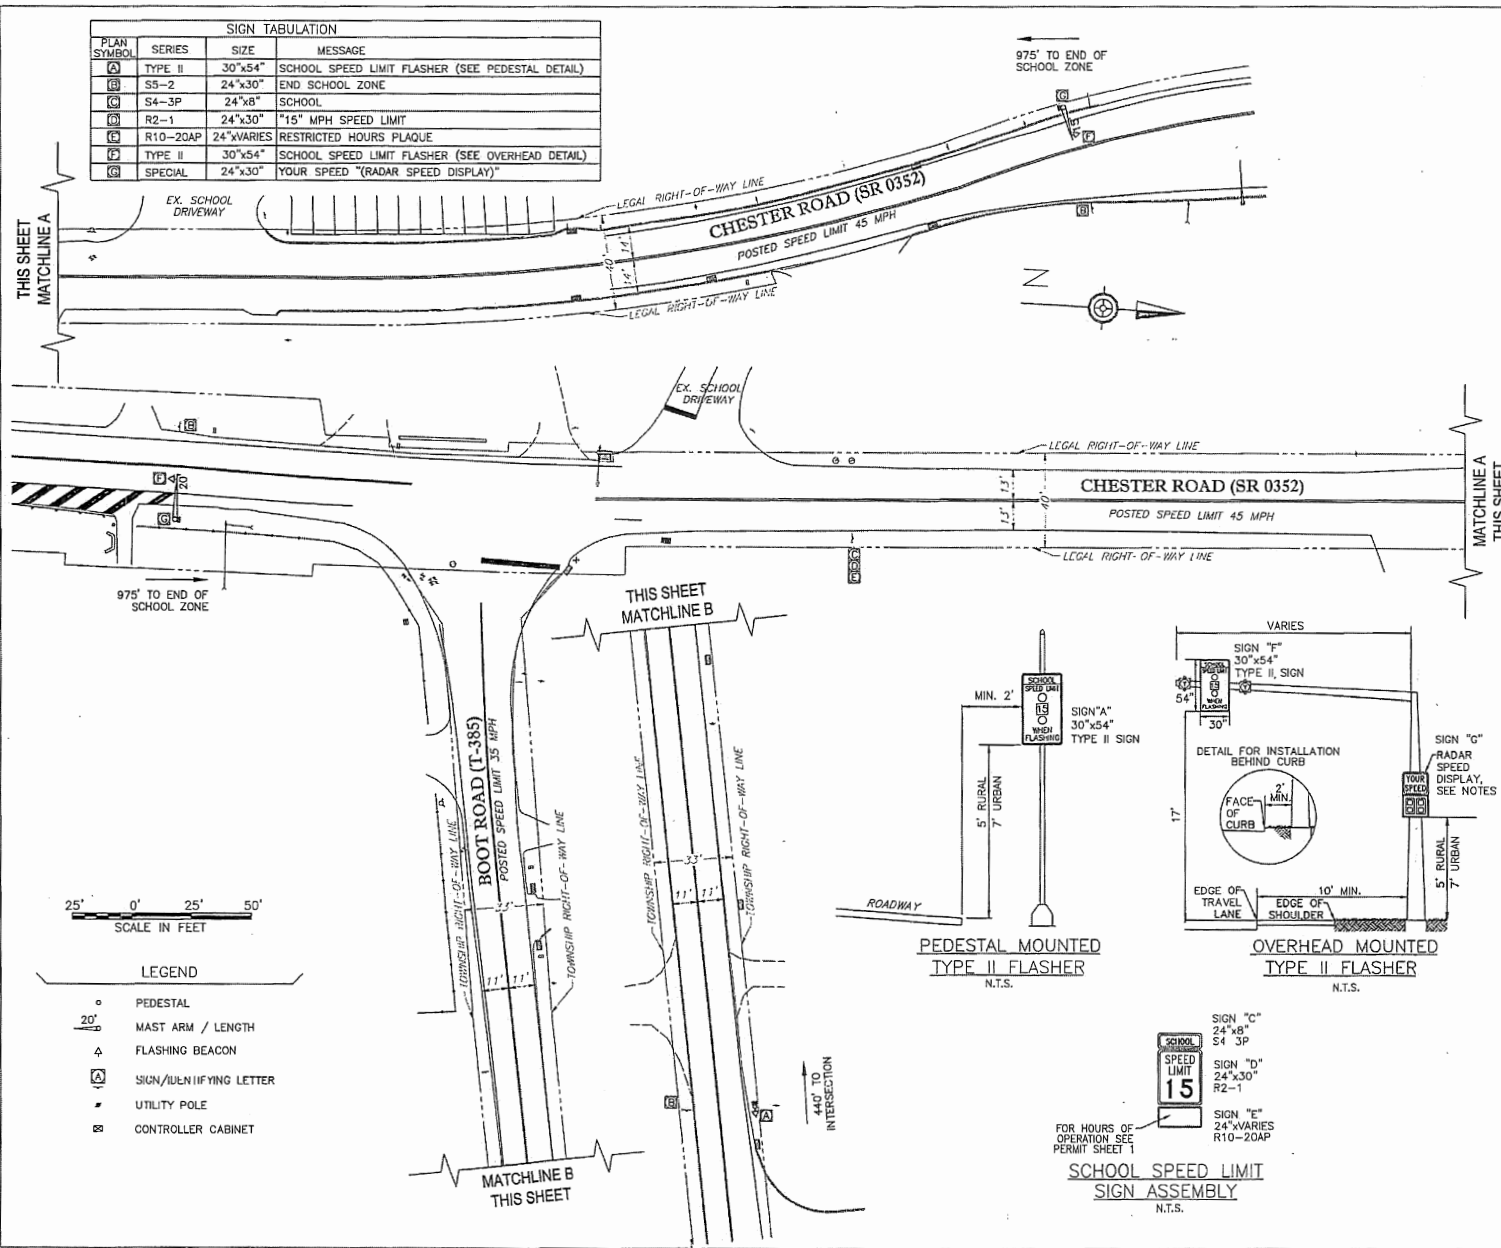 SIGN TABULATION
PLAN SYMBOL SERIES SIZE MESSAGE
A TYPE II 30"x54" SCHOOL SPEED LIMIT FLASHER (SEE PEDESTAL DETAIL)
B S5-2 24"x30" END SCHOOL ZONE
C S4-3P 24"x8" SCHOOL
D R2-1 24"x30" "15" MPH SPEED LIMIT
E R10-20AP 24"xVARIES RESTRICTED HOURS PLAQUE
F TYPE II 30"x54" SCHOOL SPEED LIMIT FLASHER (SEE OVERHEAD DETAIL)
G SPECIAL 24"x30" YOUR SPEED "(RADAR SPEED DISPLAY)"
975' TO END OF
SCHOOL ZONE
G
F
B
EX. SCHOOL
DRIVEWAY
THIS SHEET
MATCHLINE A
LEGAL RIGHT-OF-WAY LINE
CHESTER ROAD (SR 0352)
POSTED SPEED LIMIT 45 MPH
14'
40'
14'
LEGAL RIGHT-OF-WAY LINE
N
EX. SCHOOL
DRIVEWAY
B
F
20'
G
975' TO END OF
SCHOOL ZONE
LEGAL RIGHT-OF-WAY LINE
CHESTER ROAD (SR 0352)
13'
40'
13'
POSTED SPEED LIMIT 45 MPH
LEGAL RIGHT-OF-WAY LINE
C
D
E
MATCHLINE A
THIS SHEET
THIS SHEET
MATCHLINE B
BOOT ROAD (T-385)
POSTED SPEED LIMIT 35 MPH
TOWNSHIP RIGHT-OF-WAY LINE
TOWNSHIP RIGHT-OF-WAY LINE
33'
11' 11'
MATCHLINE B
THIS SHEET
TOWNSHIP RIGHT-OF-WAY LINE
TOWNSHIP RIGHT-OF-WAY LINE
33'
11' 11'
B
A
440' TO
INTERSECTION
25' 0' 25' 50'
SCALE IN FEET
LEGEND
PEDESTAL
20' MAST ARM / LENGTH
FLASHING BEACON
A SIGN/IDENTIFYING LETTER
UTILITY POLE
CONTROLLER CABINET
MIN. 2'
SCHOOL
SPEED LIMIT
15
WHEN
FLASHING
SIGN "A"
30"x54"
TYPE II SIGN
5' RURAL
7' URBAN
ROADWAY
PEDESTAL MOUNTED
TYPE II FLASHER
N.T.S.
VARIES
SIGN "F"
30"x54"
TYPE II, SIGN
SCHOOL
SPEED LIMIT
15
WHEN
FLASHING
54"
30"
DETAIL FOR INSTALLATION
BEHIND CURB
2'
MIN.
FACE
OF
CURB
17'
SIGN "G"
RADAR
SPEED
DISPLAY,
SEE NOTES
YOUR
SPEED
5' RURAL
7' URBAN
EDGE OF
TRAVEL
LANE
10' MIN.
EDGE OF
SHOULDER
OVERHEAD MOUNTED
TYPE II FLASHER
N.T.S.
SCHOOL
SPEED
LIMIT
15
SIGN "C"
24"x8"
S4 3P
SIGN "D"
24"x30"
R2-1
SIGN "E"
24"xVARIES
R10-20AP
FOR HOURS OF
OPERATION SEE
PERMIT SHEET 1
SCHOOL SPEED LIMIT
SIGN ASSEMBLY
N.T.S.